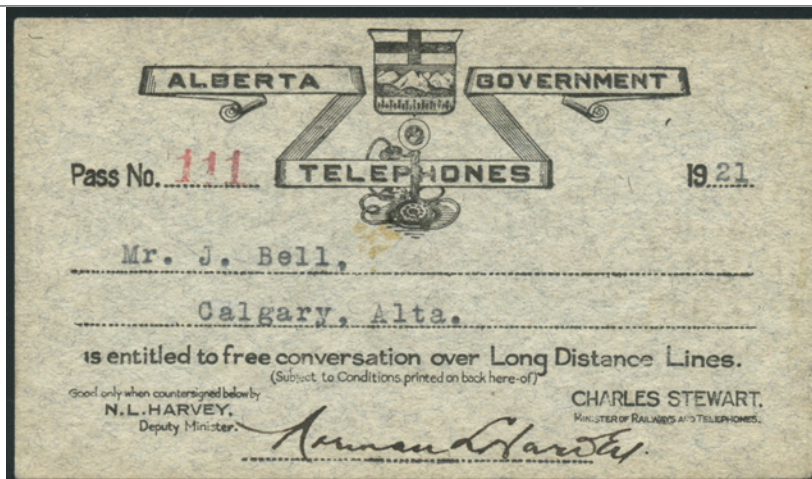 ALBERTA GOVERNMENT
TELEPHONES
Pass No. 111 1921
Mr. J. Bell,
Calgary, Alta.
is entitled to free conversation over Long Distance Lines.
(Subject to Conditions printed on back here-of)
Good only when countersigned below by
N.L. HARVEY.
Deputy Minister.
CHARLES STEWART.
MINISTER OF RAILWAYS AND TELEPHONES.
Norman L Harvey